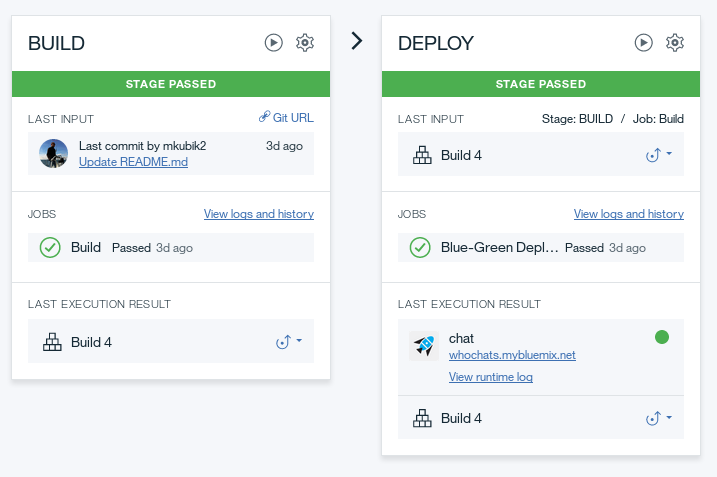 BUILD
STAGE PASSED
LAST INPUT
Git URL
Last commit by mkubik2
3d ago
Update README.md
JOBS
View logs and history
Build Passed 3d ago
LAST EXECUTION RESULT
Build 4
DEPLOY
STAGE PASSED
LAST INPUT
Stage: BUILD / Job: Build
Build 4
JOBS
View logs and history
Blue-Green Depl... Passed 3d ago
LAST EXECUTION RESULT
chat
whochats.mybluemix.net
View runtime log
Build 4